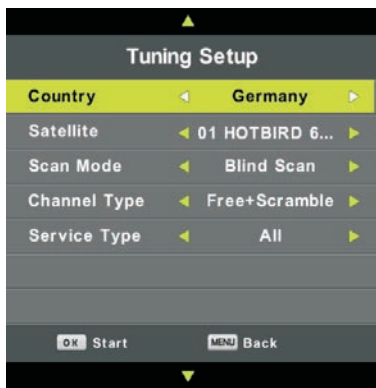 Tuning Setup
Country Germany
Satellite 01 HOTBIRD 6...
Scan Mode Blind Scan
Channel Type Free+Scramble
Service Type All
OK Start MENU Back